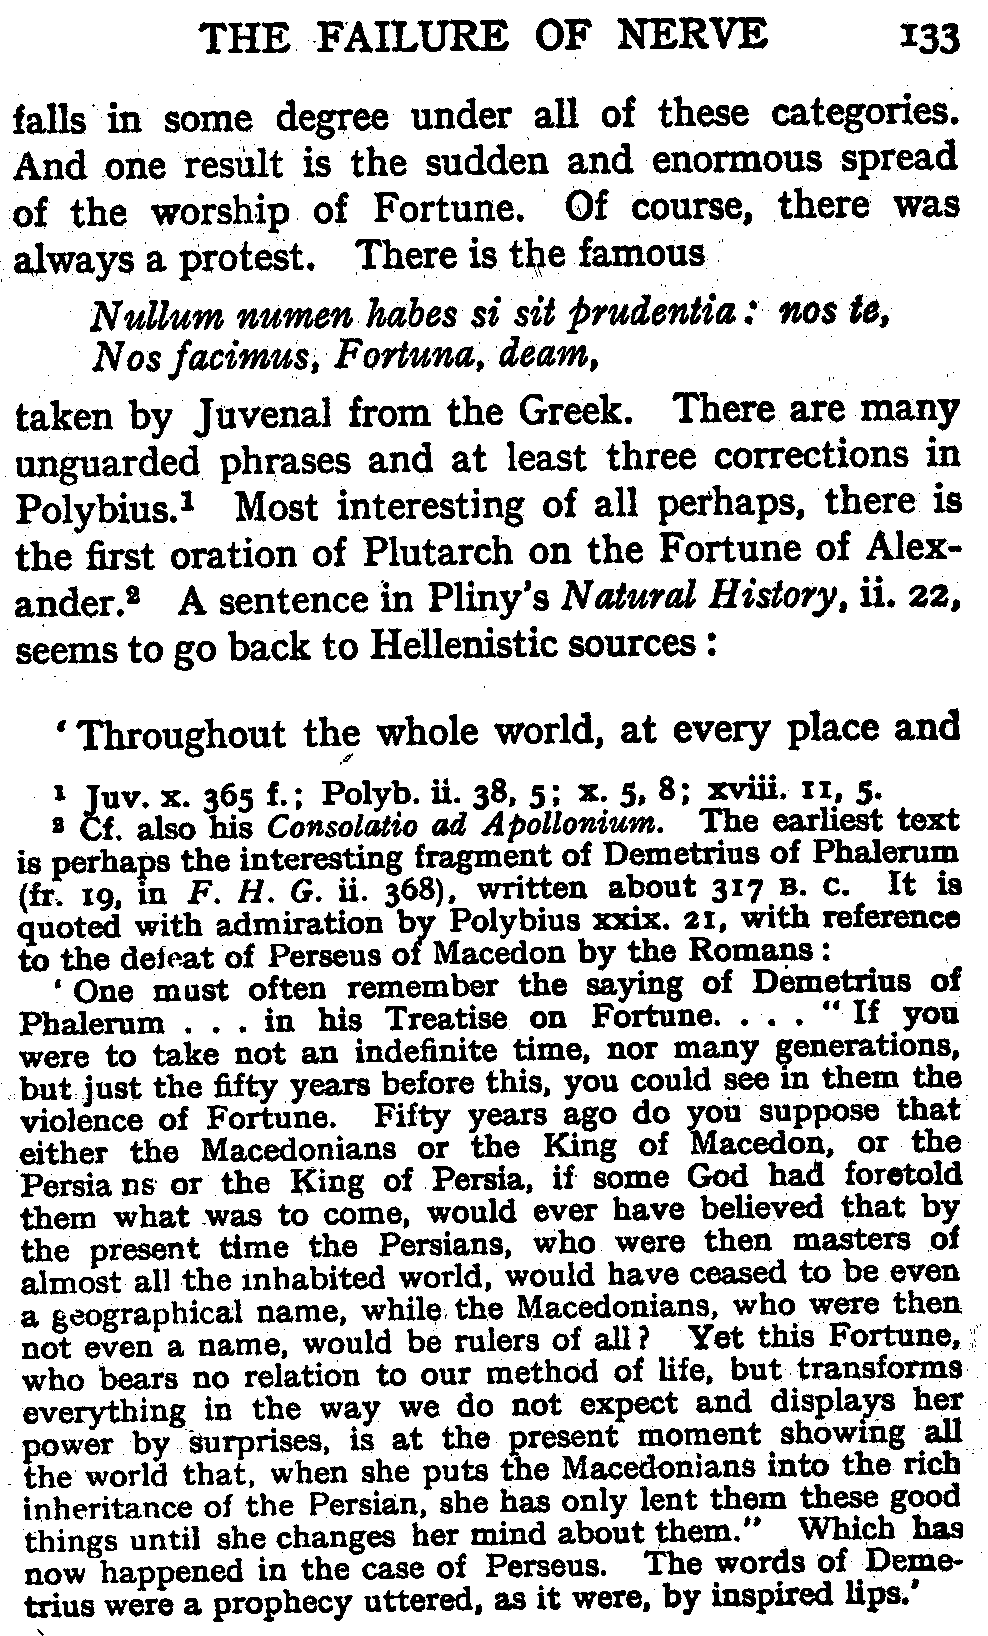 THE FAILURE OF NERVE 133
falls in some degree under all of these categories.
And one result is the sudden and enormous spread
of the worship of Fortune. Of course, there was
always a protest. There is the famous
Nullum numen habes si sit prudentia: nos te,
Nos facimus, Fortuna, deam,
taken by Juvenal from the Greek. There are many
unguarded phrases and at least three corrections in
Polybius.¹ Most interesting of all perhaps, there is
the first oration of Plutarch on the Fortune of Alex-
ander.² A sentence in Pliny's Natural History, ii. 22,
seems to go back to Hellenistic sources:
'Throughout the whole world, at every place and
¹ Juv. x. 365 f.; Polyb. ii. 38, 5; x. 5, 8; xviii. 11, 5.
² Cf. also his Consolatio ad Apollonium. The earliest text
is perhaps the interesting fragment of Demetrius of Phalerum
(fr. 19, in F. H. G. ii. 368), written about 317 B. C. It is
quoted with admiration by Polybius xxix. 21, with reference
to the defeat of Perseus of Macedon by the Romans:
'One must often remember the saying of Demetrius of
Phalerum . . . in his Treatise on Fortune. . . . "If you
were to take not an indefinite time, nor many generations,
but just the fifty years before this, you could see in them the
violence of Fortune. Fifty years ago do you suppose that
either the Macedonians or the King of Macedon, or the
Persians or the King of Persia, if some God had foretold
them what was to come, would ever have believed that by
the present time the Persians, who were then masters of
almost all the inhabited world, would have ceased to be even
a geographical name, while the Macedonians, who were then
not even a name, would be rulers of all? Yet this Fortune,
who bears no relation to our method of life, but transforms
everything in the way we do not expect and displays her
power by surprises, is at the present moment showing all
the world that, when she puts the Macedonians into the rich
inheritance of the Persian, she has only lent them these good
things until she changes her mind about them." Which has
now happened in the case of Perseus. The words of Deme-
trius were a prophecy uttered, as it were, by inspired lips.'